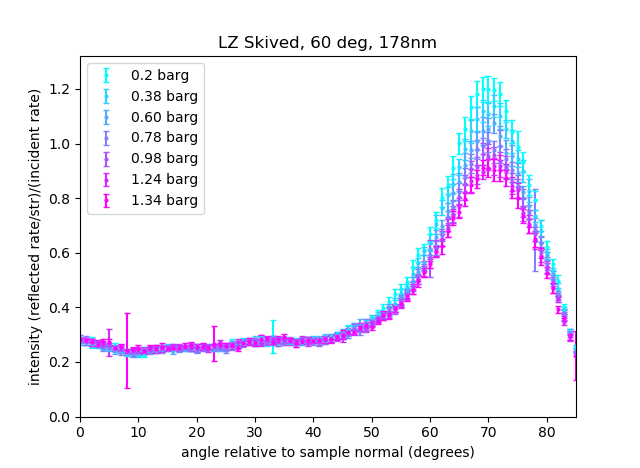 LZ Skived, 60 deg, 178nm
intensity (reflected rate/str)/(incident rate)
1.2
1.0
0.8
0.6
0.4
0.2
0.0
0.2 barg
0.38 barg
0.60 barg
0.78 barg
0.98 barg
1.24 barg
1.34 barg
0 10 20 30 40 50 60 70 80
angle relative to sample normal (degrees)